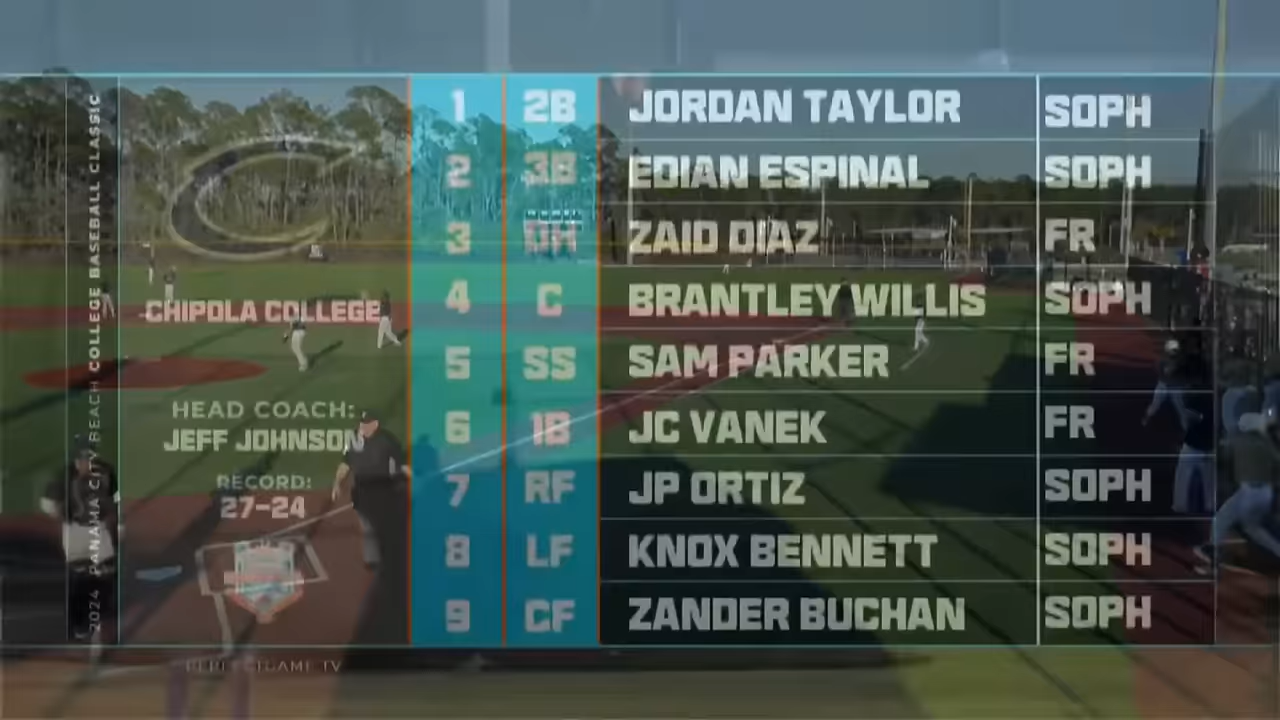 2024 PANAMA CITY BEACH COLLEGE BASEBALL CLASSIC
C
CHIPOLA COLLEGE
HEAD COACH:
JEFF JOHNSON
RECORD:
27-24
1 2B JORDAN TAYLOR SOPH
2 3B EDIAN ESPINAL SOPH
3 DH ZAID DIAZ FR
4 C BRANTLEY WILLIS SOPH
5 SS SAM PARKER FR
6 1B JC VANEK FR
7 RF JP ORTIZ SOPH
8 LF KNOX BENNETT SOPH
9 CF ZANDER BUCHAN SOPH
PERFECTGAME.TV